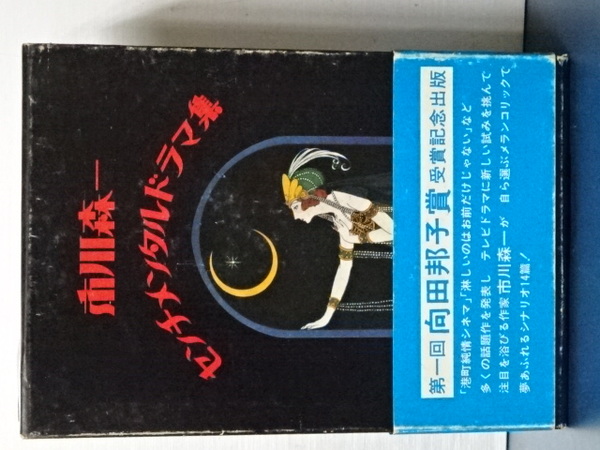 市川森一
センチメンタルドラマ集
第一回 向田邦子賞 受賞記念出版
「港町純情シネマ」「淋しいのはお前だけじゃない」など
多くの話題作を発表し テレビドラマに新しい試みを挑んで
注目を浴びる作家 市川森一が 自ら選ぶメランコリックで
夢あふれるシナリオ14篇!